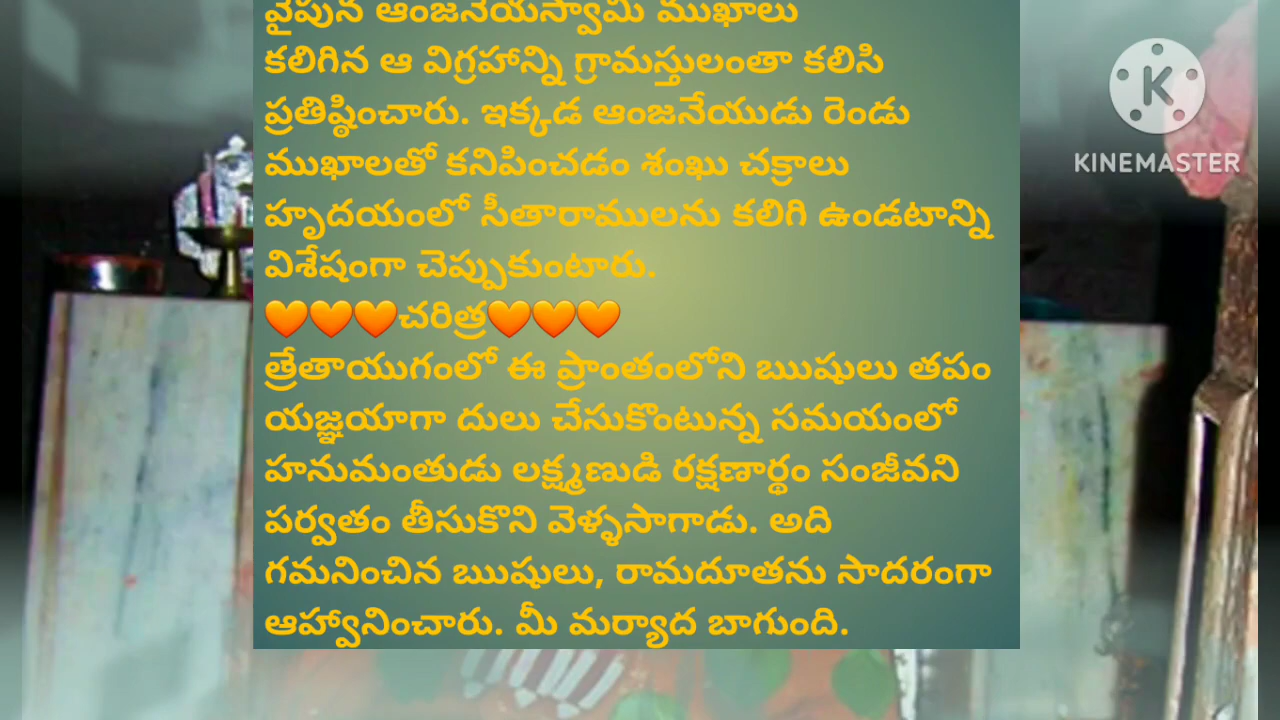 వైపున ఆంజనేయస్వామి ముఖాలు
కలిగిన ఆ విగ్రహాన్ని గ్రామస్తులంతా కలిసి
ప్రతిష్ఠించారు. ఇక్కడ ఆంజనేయుడు రెండు
ముఖాలతో కనిపించడం శంఖు చక్రాలు
హృదయంలో సీతారాములను కలిగి ఉండటాన్ని
విశేషంగా చెప్పుకుంటారు.
🧡🧡🧡చరిత్ర🧡🧡🧡
త్రేతాయుగంలో ఈ ప్రాంతంలోని ఋషులు తపం
యజ్ఞయాగా దులు చేసుకొంటున్న సమయంలో
హనుమంతుడు లక్ష్మణుడి రక్షణార్థం సంజీవని
పర్వతం తీసుకొని వెళ్ళసాగాడు. అది
గమనించిన ఋషులు, రామదూతను సాదరంగా
ఆహ్వానించారు. మీ మర్యాద బాగుంది.
K
KINEMASTER